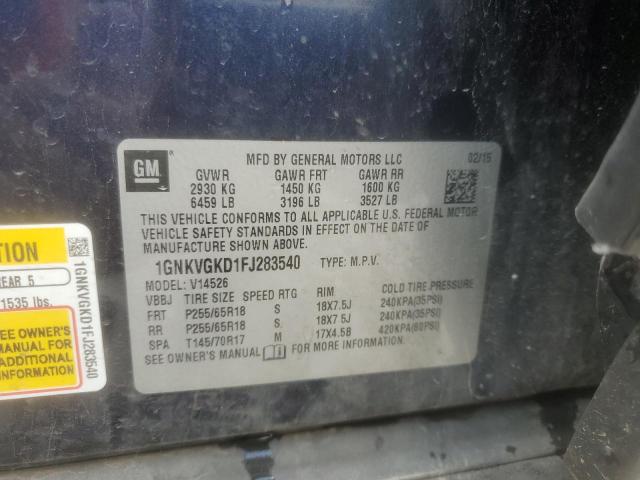 MFD BY GENERAL MOTORS LLC 02/15
GM
GVWR GAWR FRT GAWR RR
2930 KG 1450 KG 1600 KG
6459 LB 3196 LB 3527 LB
THIS VEHICLE CONFORMS TO ALL APPLICABLE U.S. FEDERAL MOTOR
VEHICLE SAFETY STANDARDS IN EFFECT ON THE DATE OF
MANUFACTURE SHOWN ABOVE.
1GNKVGKD1FJ283540 TYPE: M.P.V.
MODEL: V14526
VBBJ TIRE SIZE SPEED RTG RIM COLD TIRE PRESSURE
FRT P255/65R18 S 18X7.5J 240KPA(35PSI)
RR P255/65R18 S 18X7.5J 240KPA(35PSI)
SPA T145/70R17 M 17X4.5B 420KPA(60PSI)
SEE OWNER'S MANUAL FOR MORE INFORMATION.
REAR 5
1535 lbs.
SEE OWNER'S
MANUAL FOR
ADDITIONAL
INFORMATION
1GNKVGKD1FJ283540